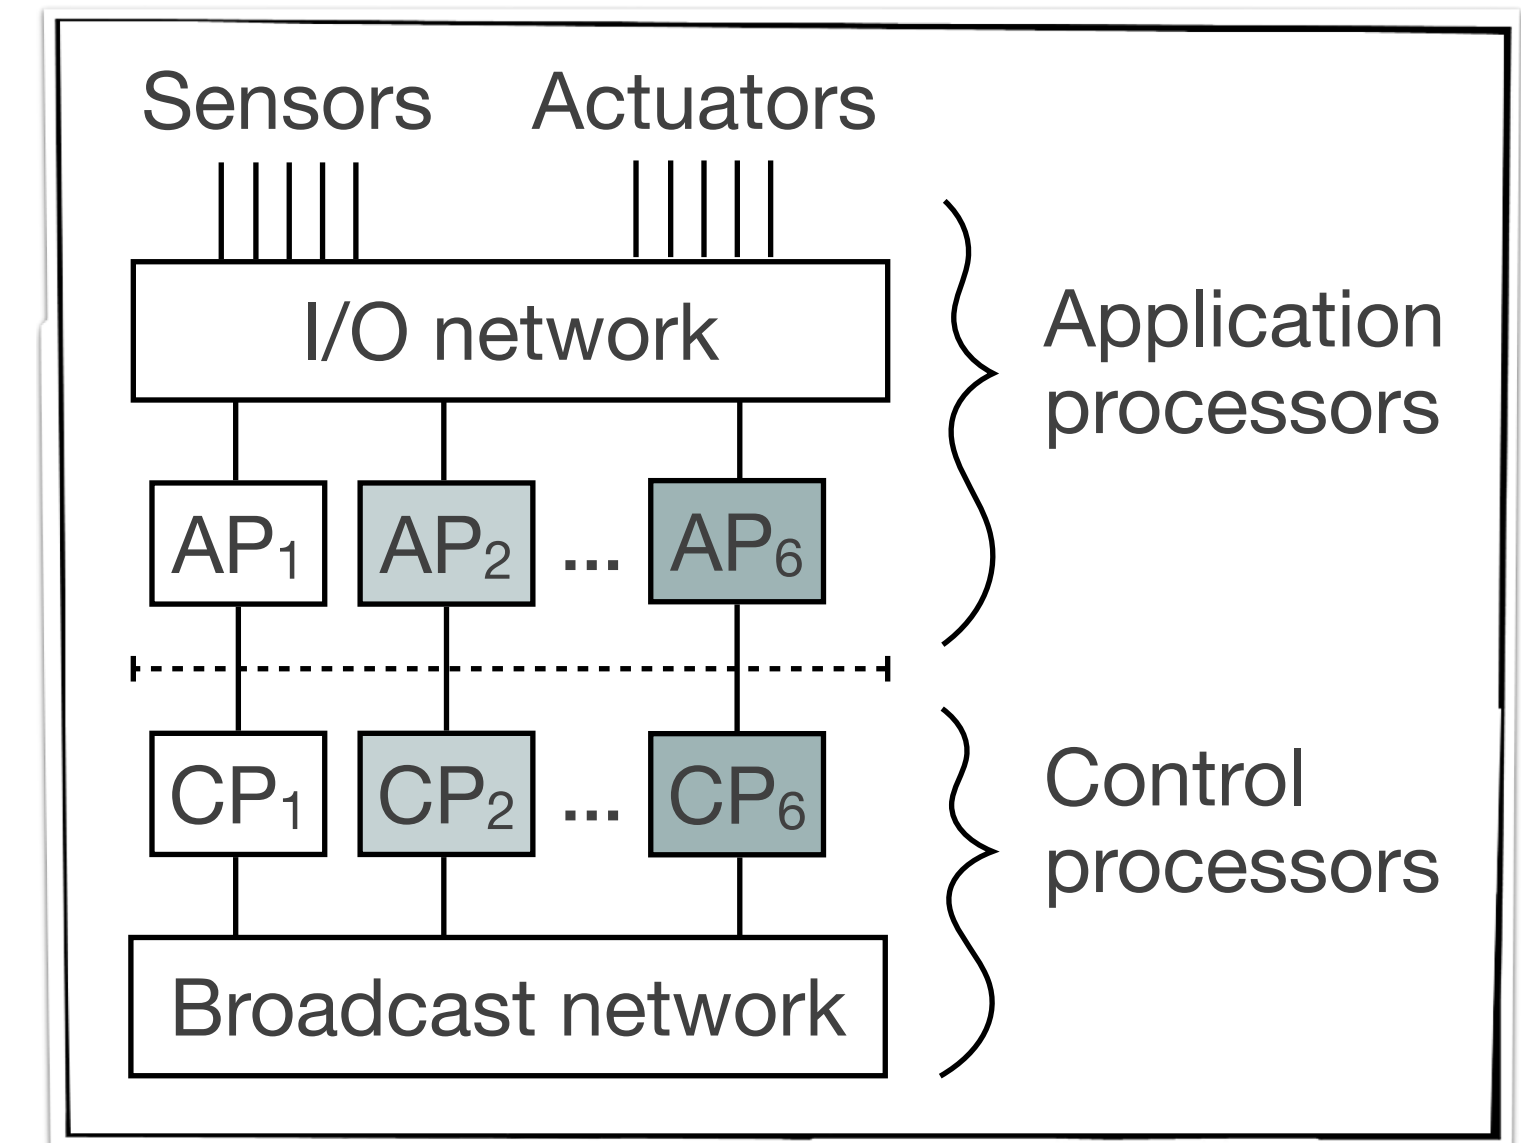 Sensors Actuators
I/O network
Application
processors
AP1 AP2 ... AP6
CP1 CP2 ... CP6
Control
processors
Broadcast network